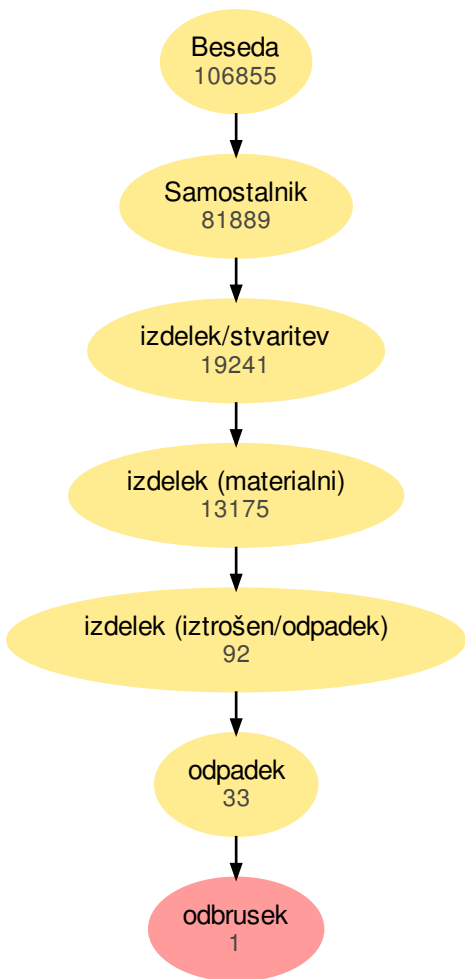 Beseda
106855
Samostalnik
81889
izdelek/stvaritev
19241
izdelek (materialni)
13175
izdelek (iztrošen/odpadek)
92
odpadek
33
odbrusek
1